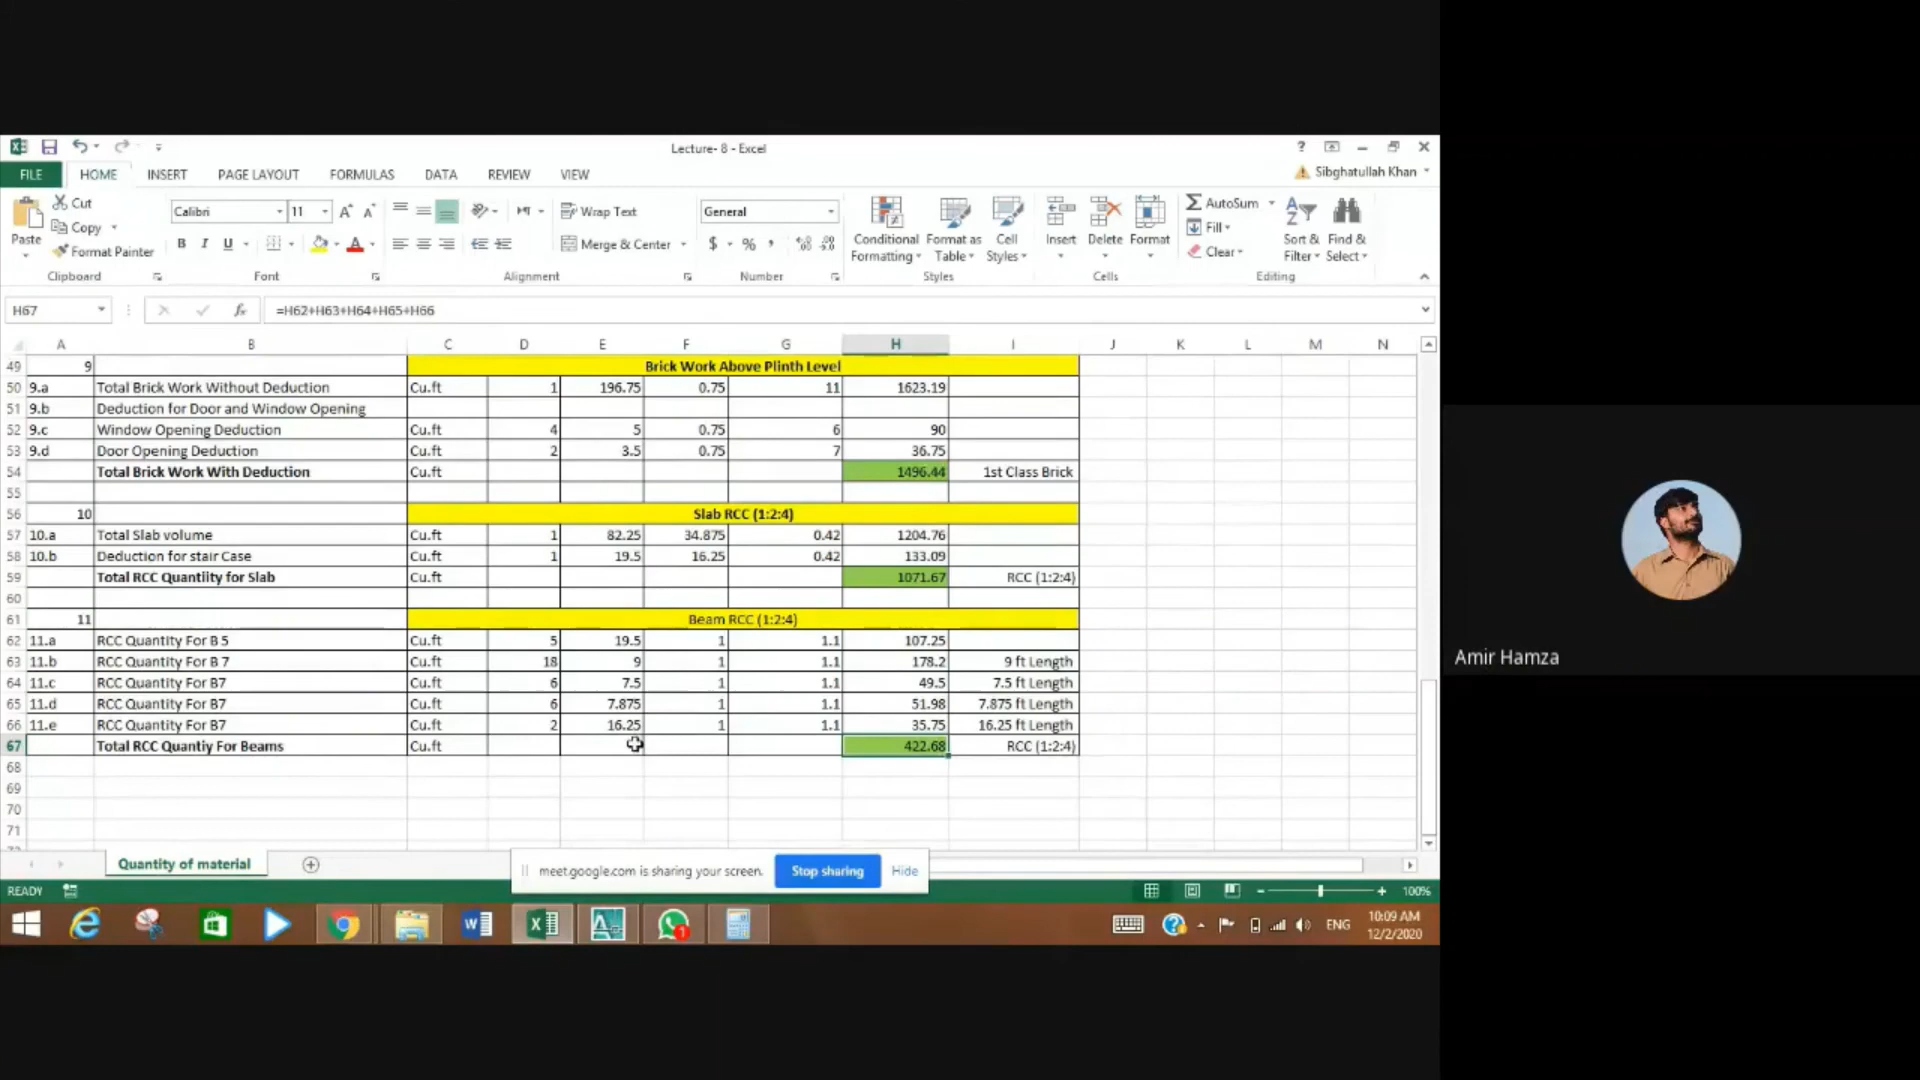 Lecture- 8 - Excel
?
Sibghatullah Khan
FILE HOME INSERT PAGE LAYOUT FORMULAS DATA REVIEW VIEW
Paste
Cut
Copy
Format Painter
Clipboard
Calibri 11
B I U
Font
Wrap Text
Merge & Center
Alignment
General
$ % ,
Number
Conditional Formatting
Format as Table
Cell Styles
Styles
Insert Delete Format
Cells
AutoSum
Fill
Clear
Sort & Filter
Find & Select
Editing
H67 fx =H62+H63+H64+H65+H66
A B C D E F G H I J K L M N
49 9 Brick Work Above Plinth Level
50 9.a Total Brick Work Without Deduction Cu.ft 1 196.75 0.75 11 1623.19
51 9.b Deduction for Door and Window Opening
52 9.c Window Opening Deduction Cu.ft 4 5 0.75 6 90
53 9.d Door Opening Deduction Cu.ft 2 3.5 0.75 7 36.75
54 Total Brick Work With Deduction Cu.ft 1496.44 1st Class Brick
55
56 10 Slab RCC (1:2:4)
57 10.a Total Slab volume Cu.ft 1 82.25 34.875 0.42 1204.76
58 10.b Deduction for stair Case Cu.ft 1 19.5 16.25 0.42 133.09
59 Total RCC Quantiity for Slab Cu.ft 1071.67 RCC (1:2:4)
60
61 11 Beam RCC (1:2:4)
62 11.a RCC Quantity For B 5 Cu.ft 5 19.5 1 1.1 107.25
63 11.b RCC Quantity For B 7 Cu.ft 18 9 1 1.1 178.2 9 ft Length
64 11.c RCC Quantity For B7 Cu.ft 6 7.5 1 1.1 49.5 7.5 ft Length
65 11.d RCC Quantity For B7 Cu.ft 6 7.875 1 1.1 51.98 7.875 ft Length
66 11.e RCC Quantity For B7 Cu.ft 2 16.25 1 1.1 35.75 16.25 ft Length
67 Total RCC Quantiy For Beams Cu.ft 422.68 RCC (1:2:4)
68
69
70
71
Quantity of material
meet.google.com is sharing your screen. Stop sharing Hide
READY 100%
ENG
10:09 AM
12/2/2020
Amir Hamza